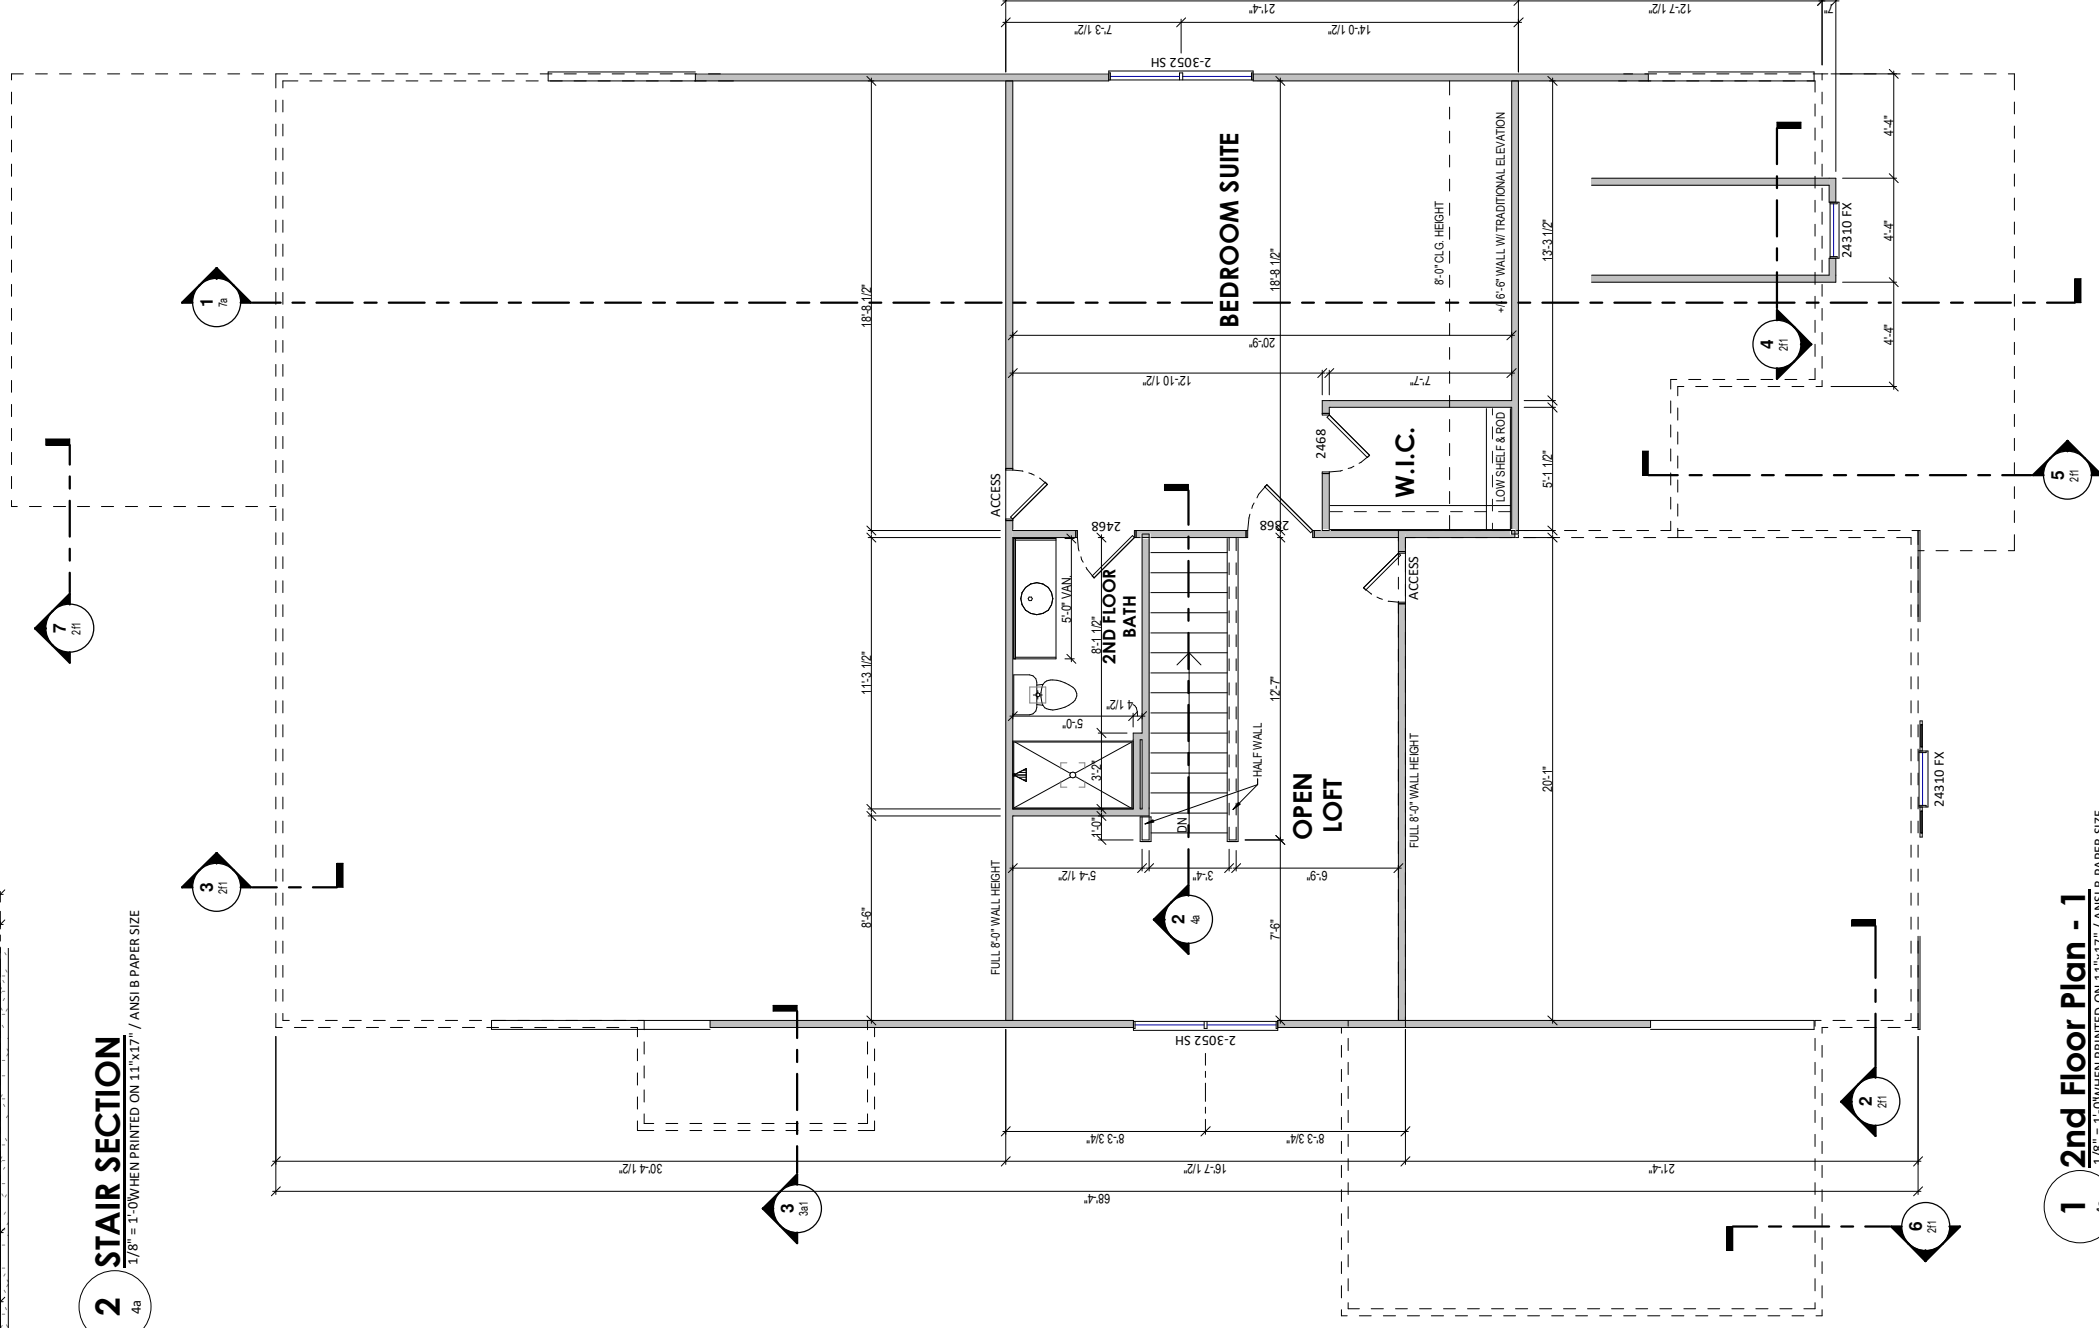 2 STAIR SECTION
4a
1/8" = 1'-0" WHEN PRINTED ON 11"x17" / ANSI B PAPER SIZE
7
2f1
3
2f1
1
7a
18'-8 1/2"
11'-3 1/2"
8'-6"
3
3a1
30'-4 1/2"
68'-4"
16'-7 1/2"
21'-4"
8'-3 3/4"
8'-3 3/4"
FULL 8'-0" WALL HEIGHT
ACCESS
7'-3 1/2"
21'-4"
14'-0 1/2"
12'-7 1/2"
7"
2-3052 SH
BEDROOM SUITE
18'-8 1/2"
20'-9"
12'-10 1/2"
7'-7"
8'-0" CLG. HEIGHT
+/-6'-6" WALL W/ TRADITIONAL ELEVATION
13'-3 1/2"
2468
W.I.C.
LOW SHELF & ROD
5'-1 1/2"
2468
2868
5'-0" VAN.
8'-1 1/2"
2ND FLOOR
BATH
4 1/2"
5'-0"
3'-2"
1'-0"
DN
HALF WALL
12'-7"
OPEN
LOFT
ACCESS
FULL 8'-0" WALL HEIGHT
20'-1"
5'-4 1/2"
3'-4"
6'-9"
2
4a
7'-6"
2-3052 SH
4
2f1
24310 FX
4'-4"
4'-4"
4'-4"
5
2f1
24310 FX
2
2f1
6
2f1
1 2nd Floor Plan - 1